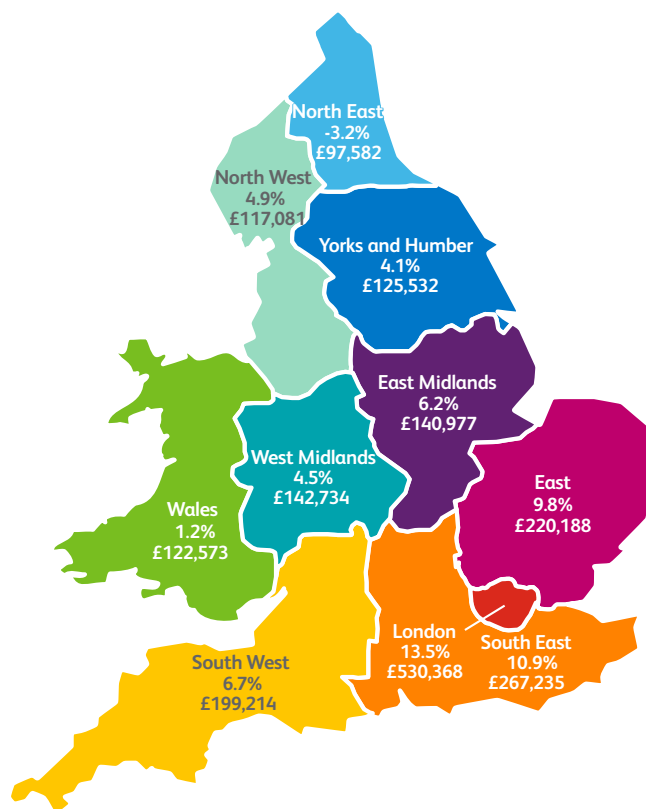 North East
-3.2%
£97,582
North West
4.9%
£117,081
Yorks and Humber
4.1%
£125,532
East Midlands
6.2%
£140,977
West Midlands
4.5%
£142,734
East
9.8%
£220,188
Wales
1.2%
£122,573
London
13.5%
£530,368
South East
10.9%
£267,235
South West
6.7%
£199,214